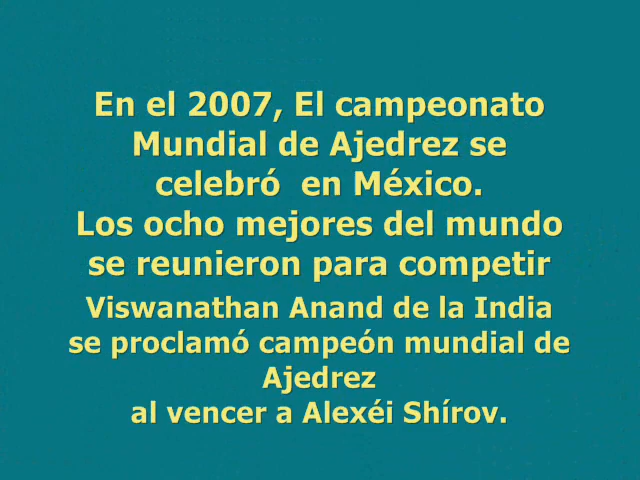 En el 2007, El campeonato
Mundial de Ajedrez se
celebró  en México.
Los ocho mejores del mundo
se reunieron para competir
Viswanathan Anand de la India
se proclamó campeón mundial de
Ajedrez
al vencer a Alexéi Shírov.